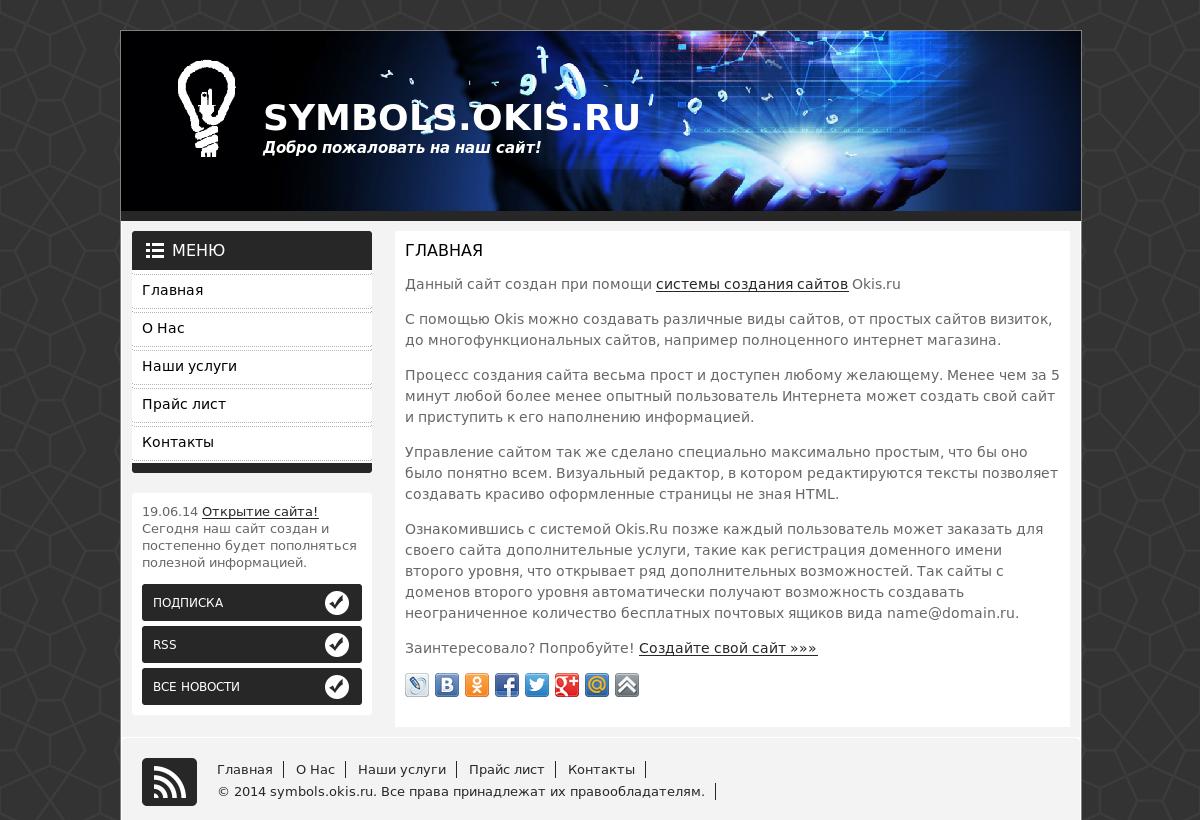 SYMBOLS.OKIS.RU
Добро пожаловать на наш сайт!
МЕНЮ
Главная
О Нас
Наши услуги
Прайс лист
Контакты
19.06.14 Открытие сайта!
Сегодня наш сайт создан и
постепенно будет пополняться
полезной информацией.
ПОДПИСКА
RSS
ВСЕ НОВОСТИ
ГЛАВНАЯ
Данный сайт создан при помощи системы создания сайтов Okis.ru
С помощью Okis можно создавать различные виды сайтов, от простых сайтов визиток,
до многофункциональных сайтов, например полноценного интернет магазина.
Процесс создания сайта весьма прост и доступен любому желающему. Менее чем за 5
минут любой более менее опытный пользователь Интернета может создать свой сайт
и приступить к его наполнению информацией.
Управление сайтом так же сделано специально максимально простым, что бы оно
было понятно всем. Визуальный редактор, в котором редактируются тексты позволяет
создавать красиво оформленные страницы не зная HTML.
Ознакомившись с системой Okis.Ru позже каждый пользователь может заказать для
своего сайта дополнительные услуги, такие как регистрация доменного имени
второго уровня, что открывает ряд дополнительных возможностей. Так сайты с
доменов второго уровня автоматически получают возможность создавать
неограниченное количество бесплатных почтовых ящиков вида name@domain.ru.
Заинтересовало? Попробуйте! Создайте свой сайт »»»
Главная
О Нас
Наши услуги
Прайс лист
Контакты
© 2014 symbols.okis.ru. Все права принадлежат их правообладателям.